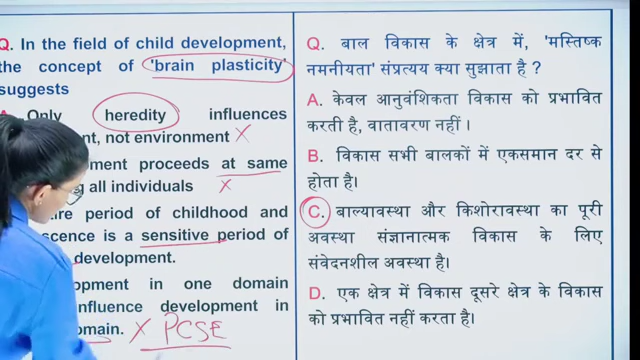 Q. In the field of child development,
the concept of 'brain plasticity'
suggests
Only heredity influences
not environment X
proceeds at same
all individuals X
period of childhood and
is a sensitive period of
development.
in one domain
influence development in
X PCSE
Q. बाल विकास के क्षेत्र में, 'मस्तिष्क
नमनीयता' संप्रत्यय क्या सुझाता है ?
A. केवल आनुवंशिकता विकास को प्रभावित
करती है, वातावरण नहीं ।
B. विकास सभी बालकों में एकसमान दर से
होता है।
C. बाल्यावस्था और किशोरावस्था का पूरी
अवस्था संज्ञानात्मक विकास के लिए
संवेदनशील अवस्था है।
D. एक क्षेत्र में विकास दूसरे क्षेत्र के विकास
को प्रभावित नहीं करता है।